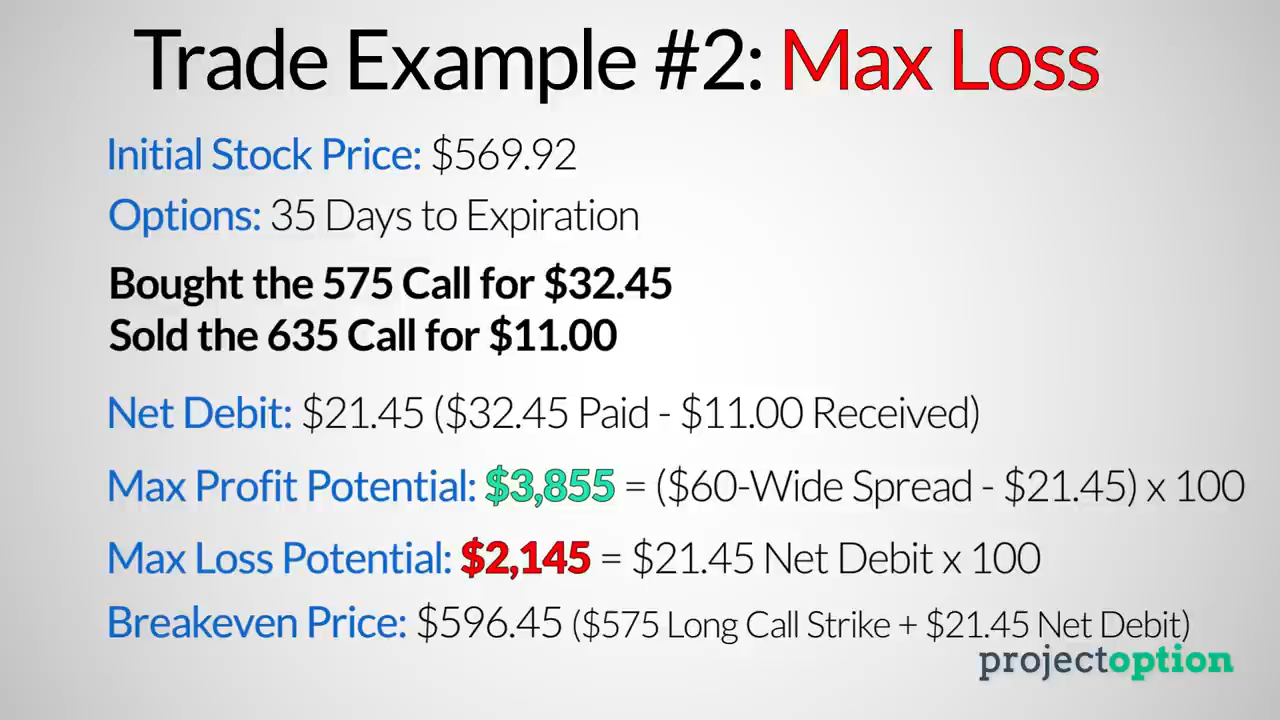 Trade Example #2: Max Loss
Initial Stock Price: $569.92
Options: 35 Days to Expiration
Bought the 575 Call for $32.45
Sold the 635 Call for $11.00
Net Debit: $21.45 ($32.45 Paid - $11.00 Received)
Max Profit Potential: $3,855 = ($60-Wide Spread - $21.45) x 100
Max Loss Potential: $2,145 = $21.45 Net Debit x 100
Breakeven Price: $596.45 ($575 Long Call Strike + $21.45 Net Debit)
projectoption